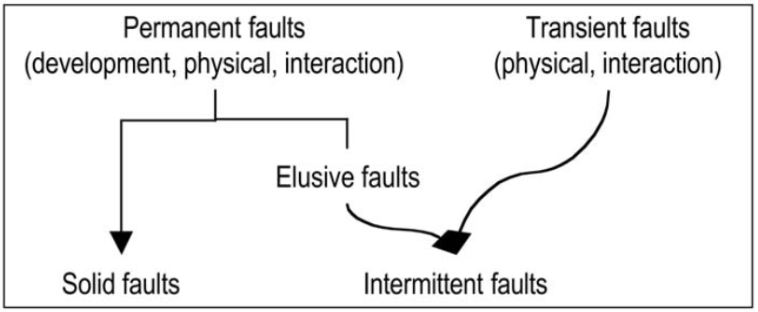 Permanent faults
(development, physical, interaction)
Transient faults
(physical, interaction)
Elusive faults
Solid faults
Intermittent faults